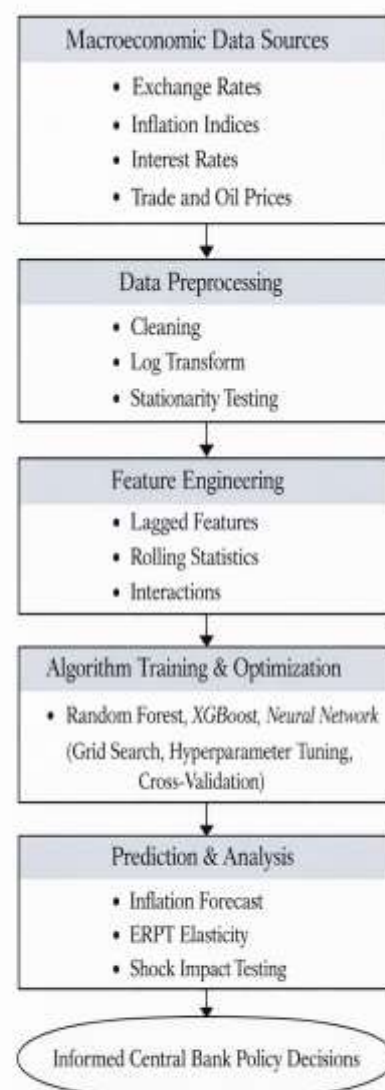 Macroeconomic Data Sources
• Exchange Rates
• Inflation Indices
• Interest Rates
• Trade and Oil Prices
Data Preprocessing
• Cleaning
• Log Transform
• Stationarity Testing
Feature Engineering
• Lagged Features
• Rolling Statistics
• Interactions
Algorithm Training & Optimization
• Random Forest, XGBoost, Neural Network
(Grid Search, Hyperparameter Tuning,
Cross-Validation)
Prediction & Analysis
• Inflation Forecast
• ERPT Elasticity
• Shock Impact Testing
Informed Central Bank Policy Decisions